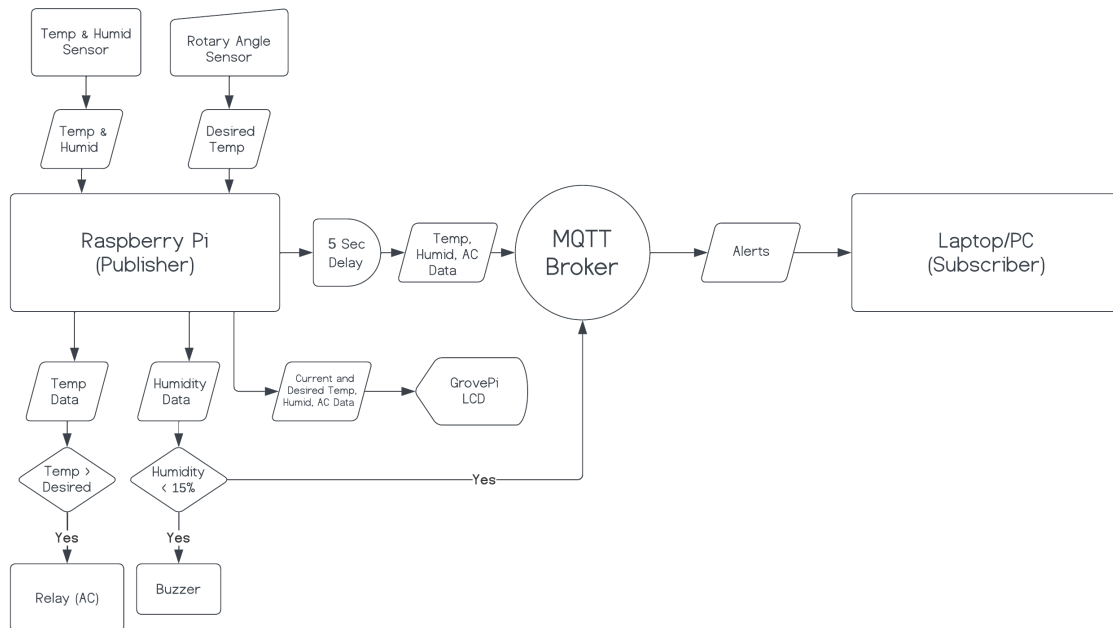 Temp & Humid
Sensor
Rotary Angle
Sensor
Temp &
Humid
Desired
Temp
Raspberry Pi
(Publisher)
5 Sec
Delay
Temp,
Humid, AC
Data
MQTT
Broker
Alerts
Laptop/PC
(Subscriber)
Temp
Data
Humidity
Data
Current and
Desired Temp,
Humid, AC Data
GrovePi
LCD
Temp >
Desired
Humidity
< 15%
Yes
Yes
Yes
Relay (AC)
Buzzer